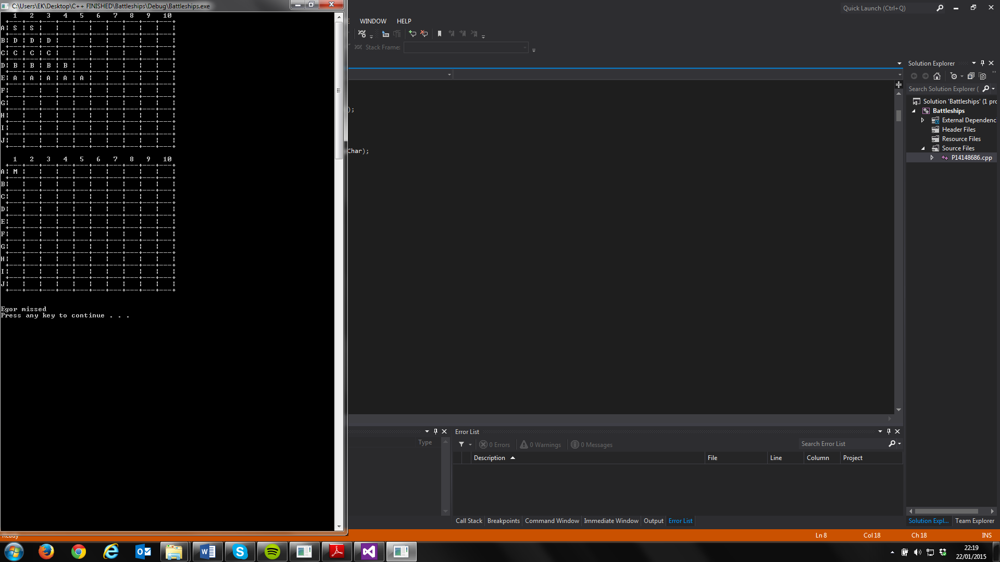 C:\Users\EK\Desktop\C++ FINISHED\Battleships\Debug\Battleships.exe
1 2 3 4 5 6 7 8 9 10
A¦ S ¦ S ¦ ¦ ¦ ¦ ¦ ¦ ¦ ¦
B¦ D ¦ D ¦ D ¦ ¦ ¦ ¦ ¦ ¦ ¦
C¦ C ¦ C ¦ C ¦ ¦ ¦ ¦ ¦ ¦ ¦
D¦ B ¦ B ¦ B ¦ B ¦ ¦ ¦ ¦ ¦ ¦
E¦ A ¦ A ¦ A ¦ A ¦ A ¦ ¦ ¦ ¦ ¦
F¦ ¦ ¦ ¦ ¦ ¦ ¦ ¦ ¦ ¦ ¦
G¦ ¦ ¦ ¦ ¦ ¦ ¦ ¦ ¦ ¦ ¦
H¦ ¦ ¦ ¦ ¦ ¦ ¦ ¦ ¦ ¦ ¦
I¦ ¦ ¦ ¦ ¦ ¦ ¦ ¦ ¦ ¦ ¦
J¦ ¦ ¦ ¦ ¦ ¦ ¦ ¦ ¦ ¦ ¦
1 2 3 4 5 6 7 8 9 10
A¦ M ¦ ¦ ¦ ¦ ¦ ¦ ¦ ¦ ¦ ¦
B¦ ¦ ¦ ¦ ¦ ¦ ¦ ¦ ¦ ¦ ¦
C¦ ¦ ¦ ¦ ¦ ¦ ¦ ¦ ¦ ¦ ¦
D¦ ¦ ¦ ¦ ¦ ¦ ¦ ¦ ¦ ¦ ¦
E¦ ¦ ¦ ¦ ¦ ¦ ¦ ¦ ¦ ¦ ¦
F¦ ¦ ¦ ¦ ¦ ¦ ¦ ¦ ¦ ¦ ¦
G¦ ¦ ¦ ¦ ¦ ¦ ¦ ¦ ¦ ¦ ¦
H¦ ¦ ¦ ¦ ¦ ¦ ¦ ¦ ¦ ¦ ¦
I¦ ¦ ¦ ¦ ¦ ¦ ¦ ¦ ¦ ¦ ¦
J¦ ¦ ¦ ¦ ¦ ¦ ¦ ¦ ¦ ¦ ¦
Egor missed
Press any key to continue . . .
Quick Launch (Ctrl+Q)
WINDOW HELP
Stack Frame:
);
Char);
Solution Explorer
Search Solution Explorer (
Solution 'Battleships' (1 pro
Battleships
External Dependenc
Header Files
Resource Files
Source Files
P14148686.cpp
Type
Error List
0 Errors 0 Warnings 0 Messages
Search Error List
Description File Line Column Project
Call Stack Breakpoints Command Window Immediate Window Output Error List
Solution Expl... Team Explorer
Ready
Ln 8 Col 18 Ch 18 INS
22:19
22/01/2015